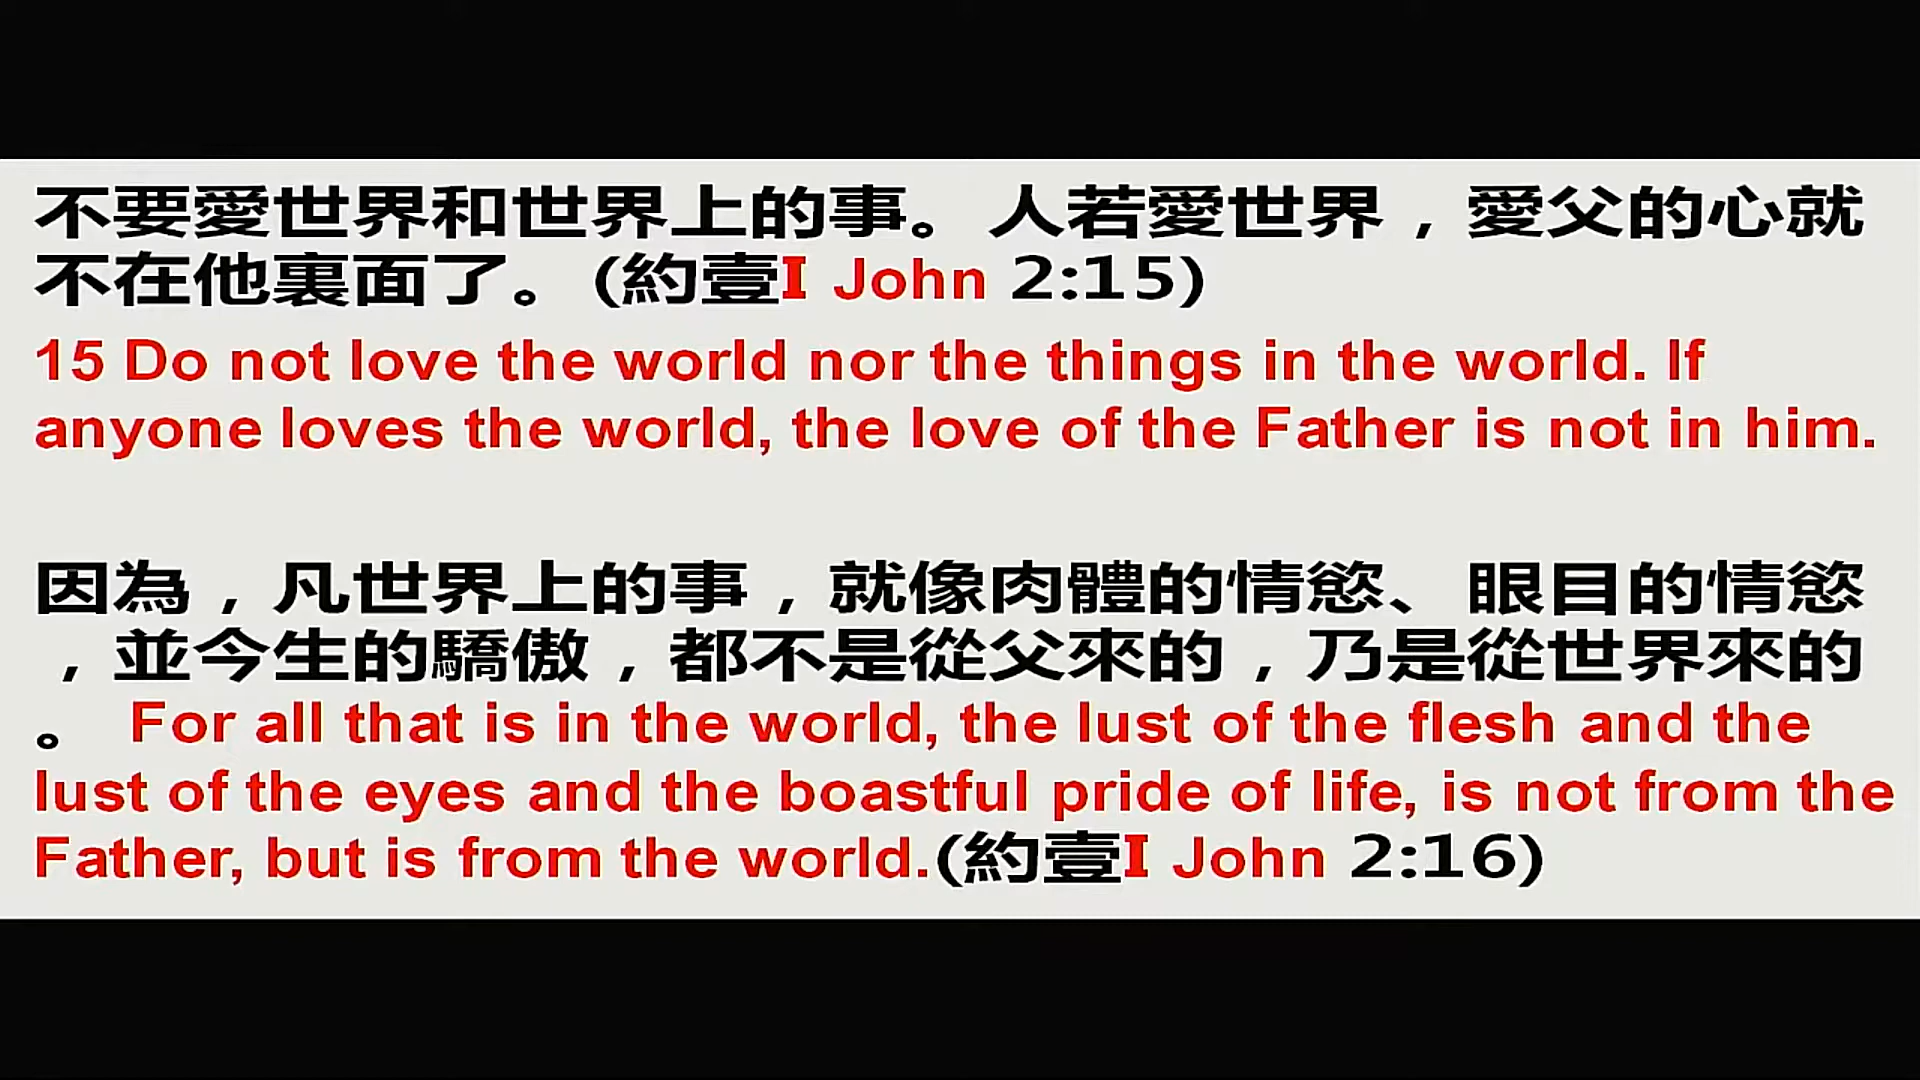 不要愛世界和世界上的事。人若愛世界，愛父的心就
不在他裏面了。(約壹I John 2:15)
15 Do not love the world nor the things in the world. If
anyone loves the world, the love of the Father is not in him.
因為，凡世界上的事，就像肉體的情慾、眼目的情慾
，並今生的驕傲，都不是從父來的，乃是從世界來的
。 For all that is in the world, the lust of the flesh and the
lust of the eyes and the boastful pride of life, is not from the
Father, but is from the world.(約壹I John 2:16)